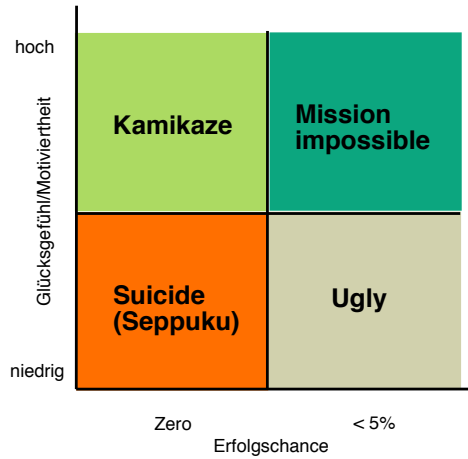 hoch
Glücksgefühl/Motiviertheit
Kamikaze
Mission
impossible
Suicide
(Seppuku)
Ugly
niedrig
Zero
< 5%
Erfolgschance